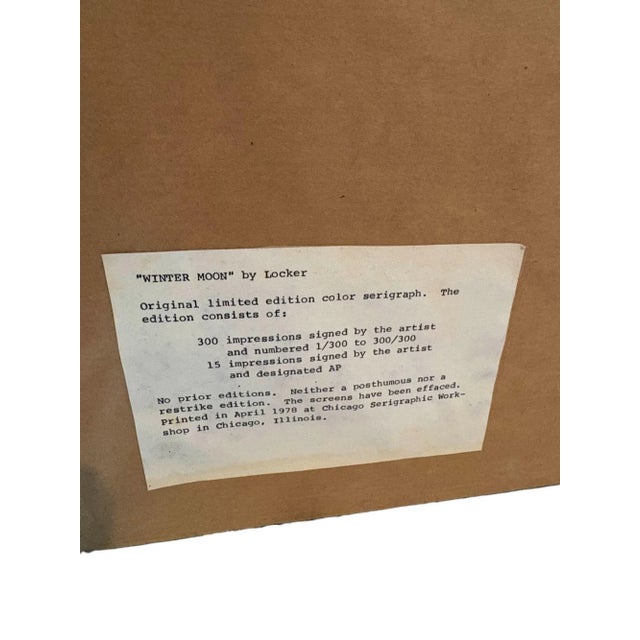 "WINTER MOON" by Locker
Original limited edition color serigraph. The
edition consists of:
300 impressions signed by the artist
and numbered 1/300 to 300/300
15 impressions signed by the artist
and designated AP
No prior editions. Neither a posthumous nor a
restrike edition. The screens have been effaced.
Printed in April 1978 at Chicago Serigraphic Work-
shop in Chicago, Illinois.